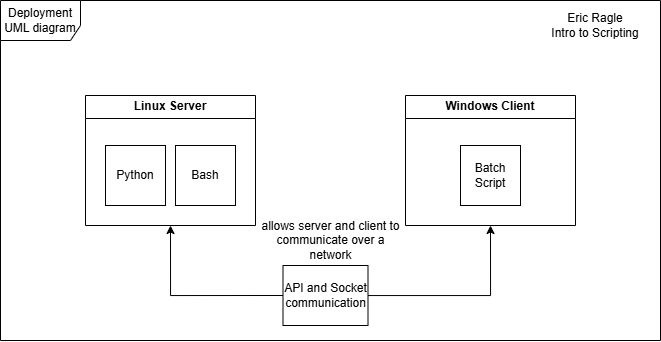 Deployment
UML diagram
Eric Ragle
Intro to Scripting
Linux Server
Windows Client
Python
Bash
Batch
Script
allows server and client to
communicate over a
network
API and Socket
communication